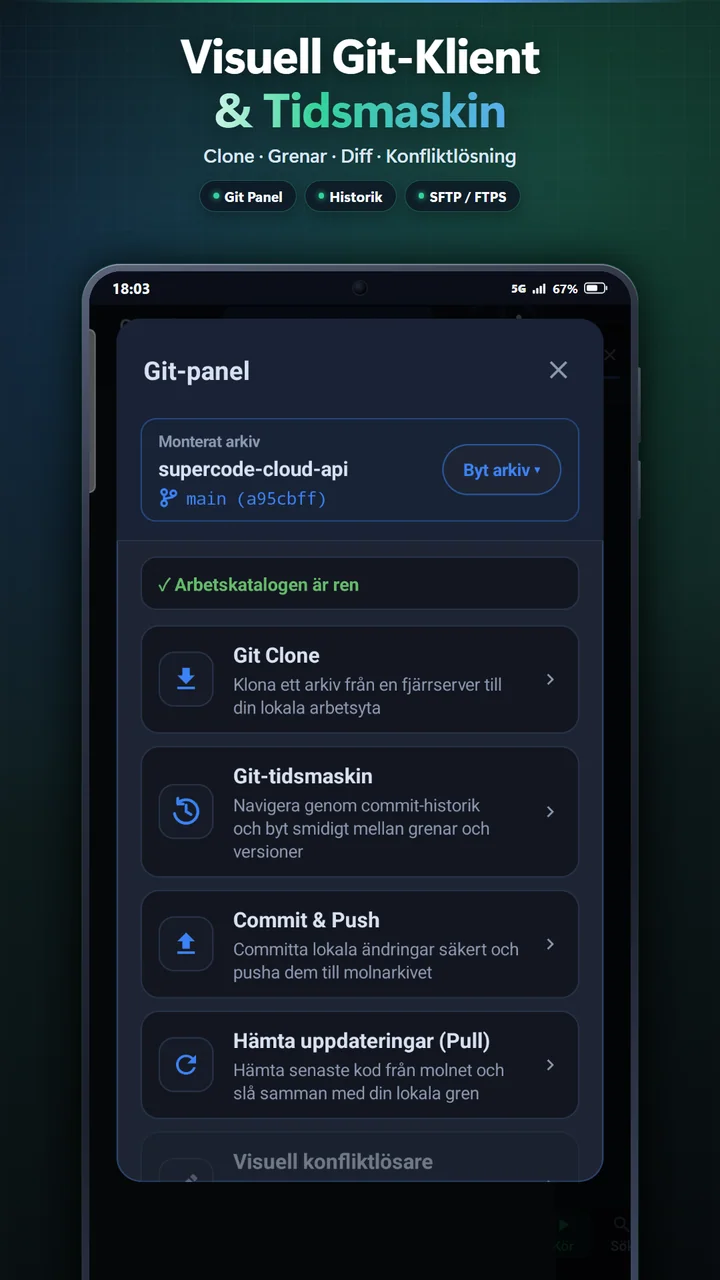 Visuell Git-Klient
& Tidsmaskin
Clone · Grenar · Diff · Konfliktlösning
Git Panel
Historik
SFTP / FTPS
18:03
5G
67%
Git-panel
Monterat arkiv
supercode-cloud-api
main (a95cbff)
Byt arkiv ▾
✓ Arbetskatalogen är ren
Git Clone
Klona ett arkiv från en fjärrserver till
din lokala arbetsyta
Git-tidsmaskin
Navigera genom commit-historik
och byt smidigt mellan grenar och
versioner
Commit & Push
Committa lokala ändringar säkert och
pusha dem till molnarkivet
Hämta uppdateringar (Pull)
Hämta senaste kod från molnet och
slå samman med din lokala gren
Visuell konfliktlösare
Kör